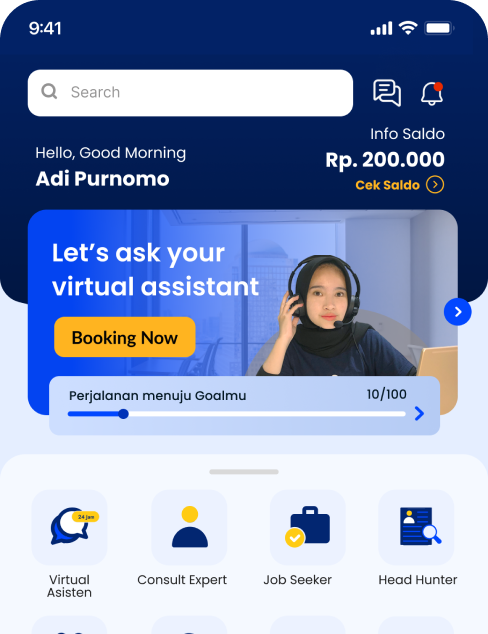 9:41
Search
Info Saldo
Hello, Good Morning
Rp. 200.000
Adi Purnomo
Cek Saldo
Let’s ask your
virtual assistant
Booking Now
Perjalanan menuju Goalmu
10/100
24 Jam
Virtual
Asisten
Consult Expert
Job Seeker
Head Hunter